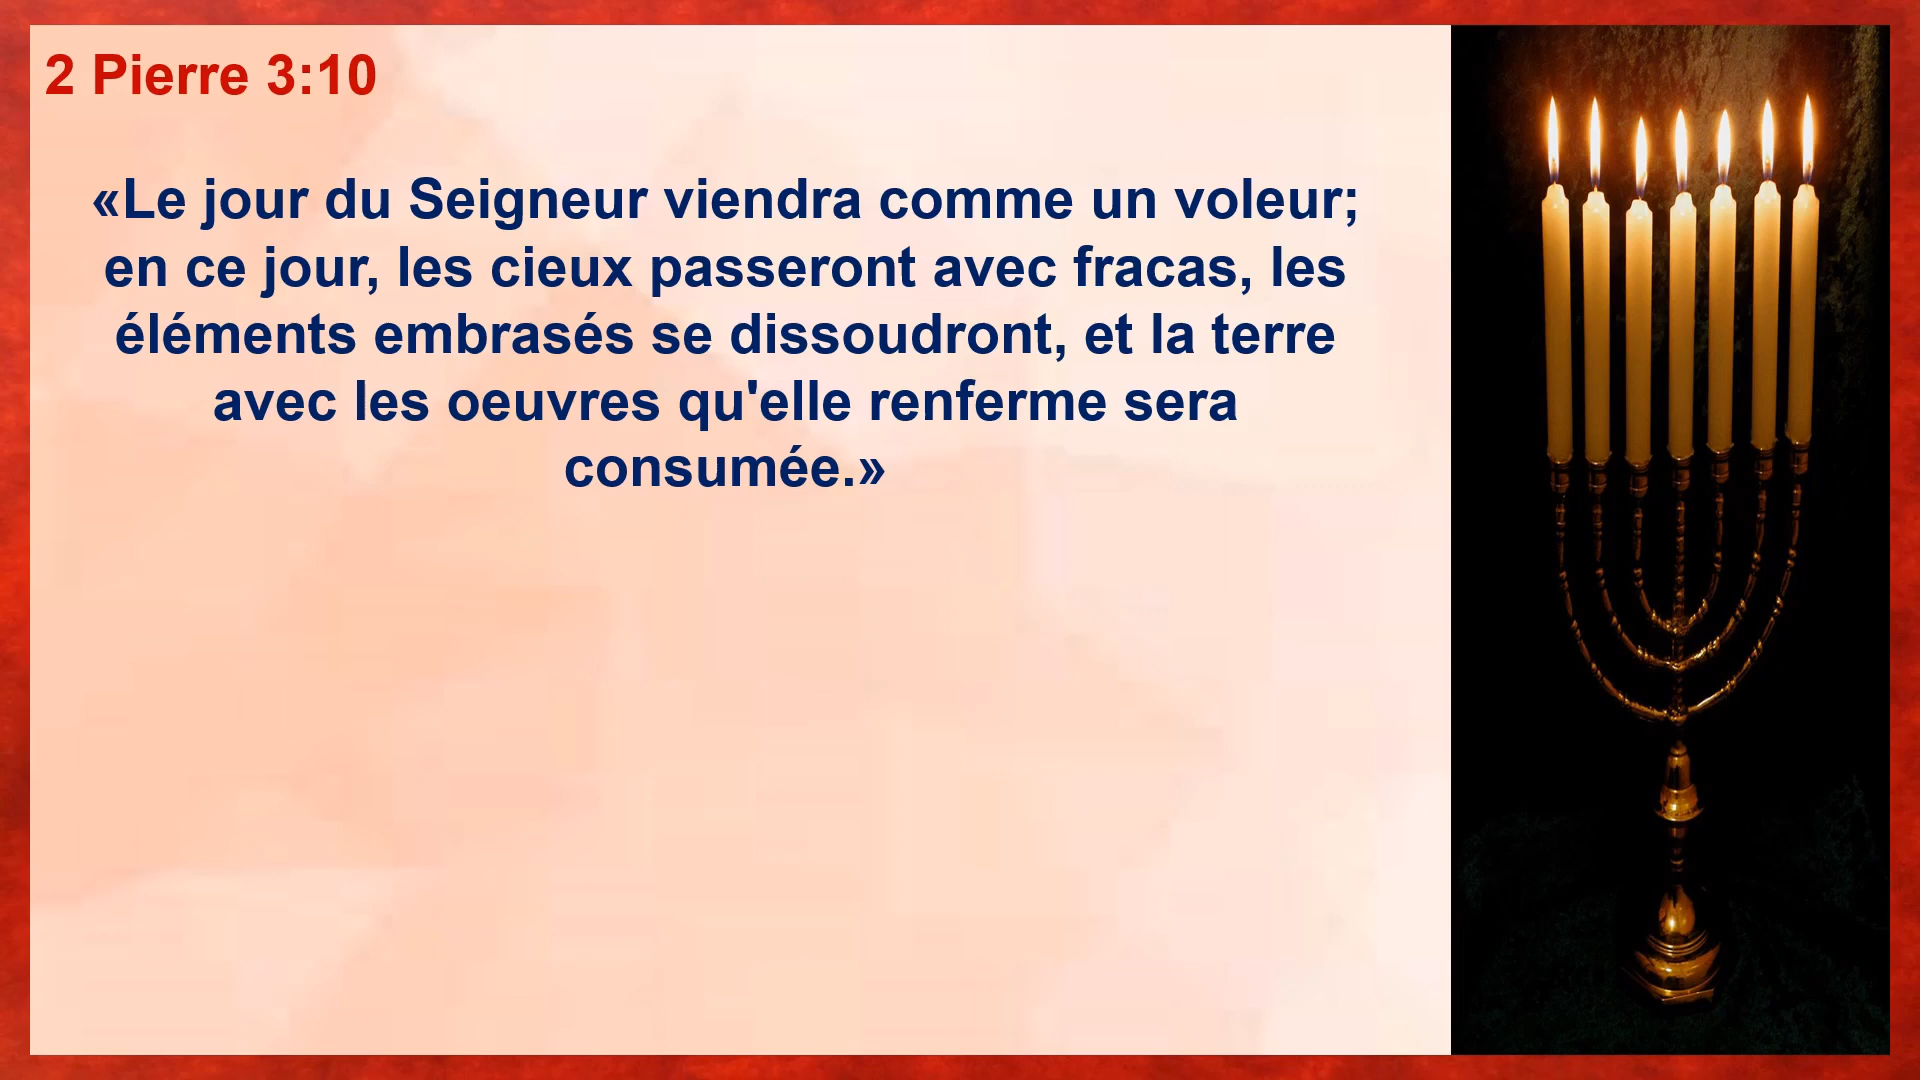 2 Pierre 3:10
«Le jour du Seigneur viendra comme un voleur;
en ce jour, les cieux passeront avec fracas, les
éléments embrasés se dissoudront, et la terre
avec les oeuvres qu'elle renferme sera
consumée.»